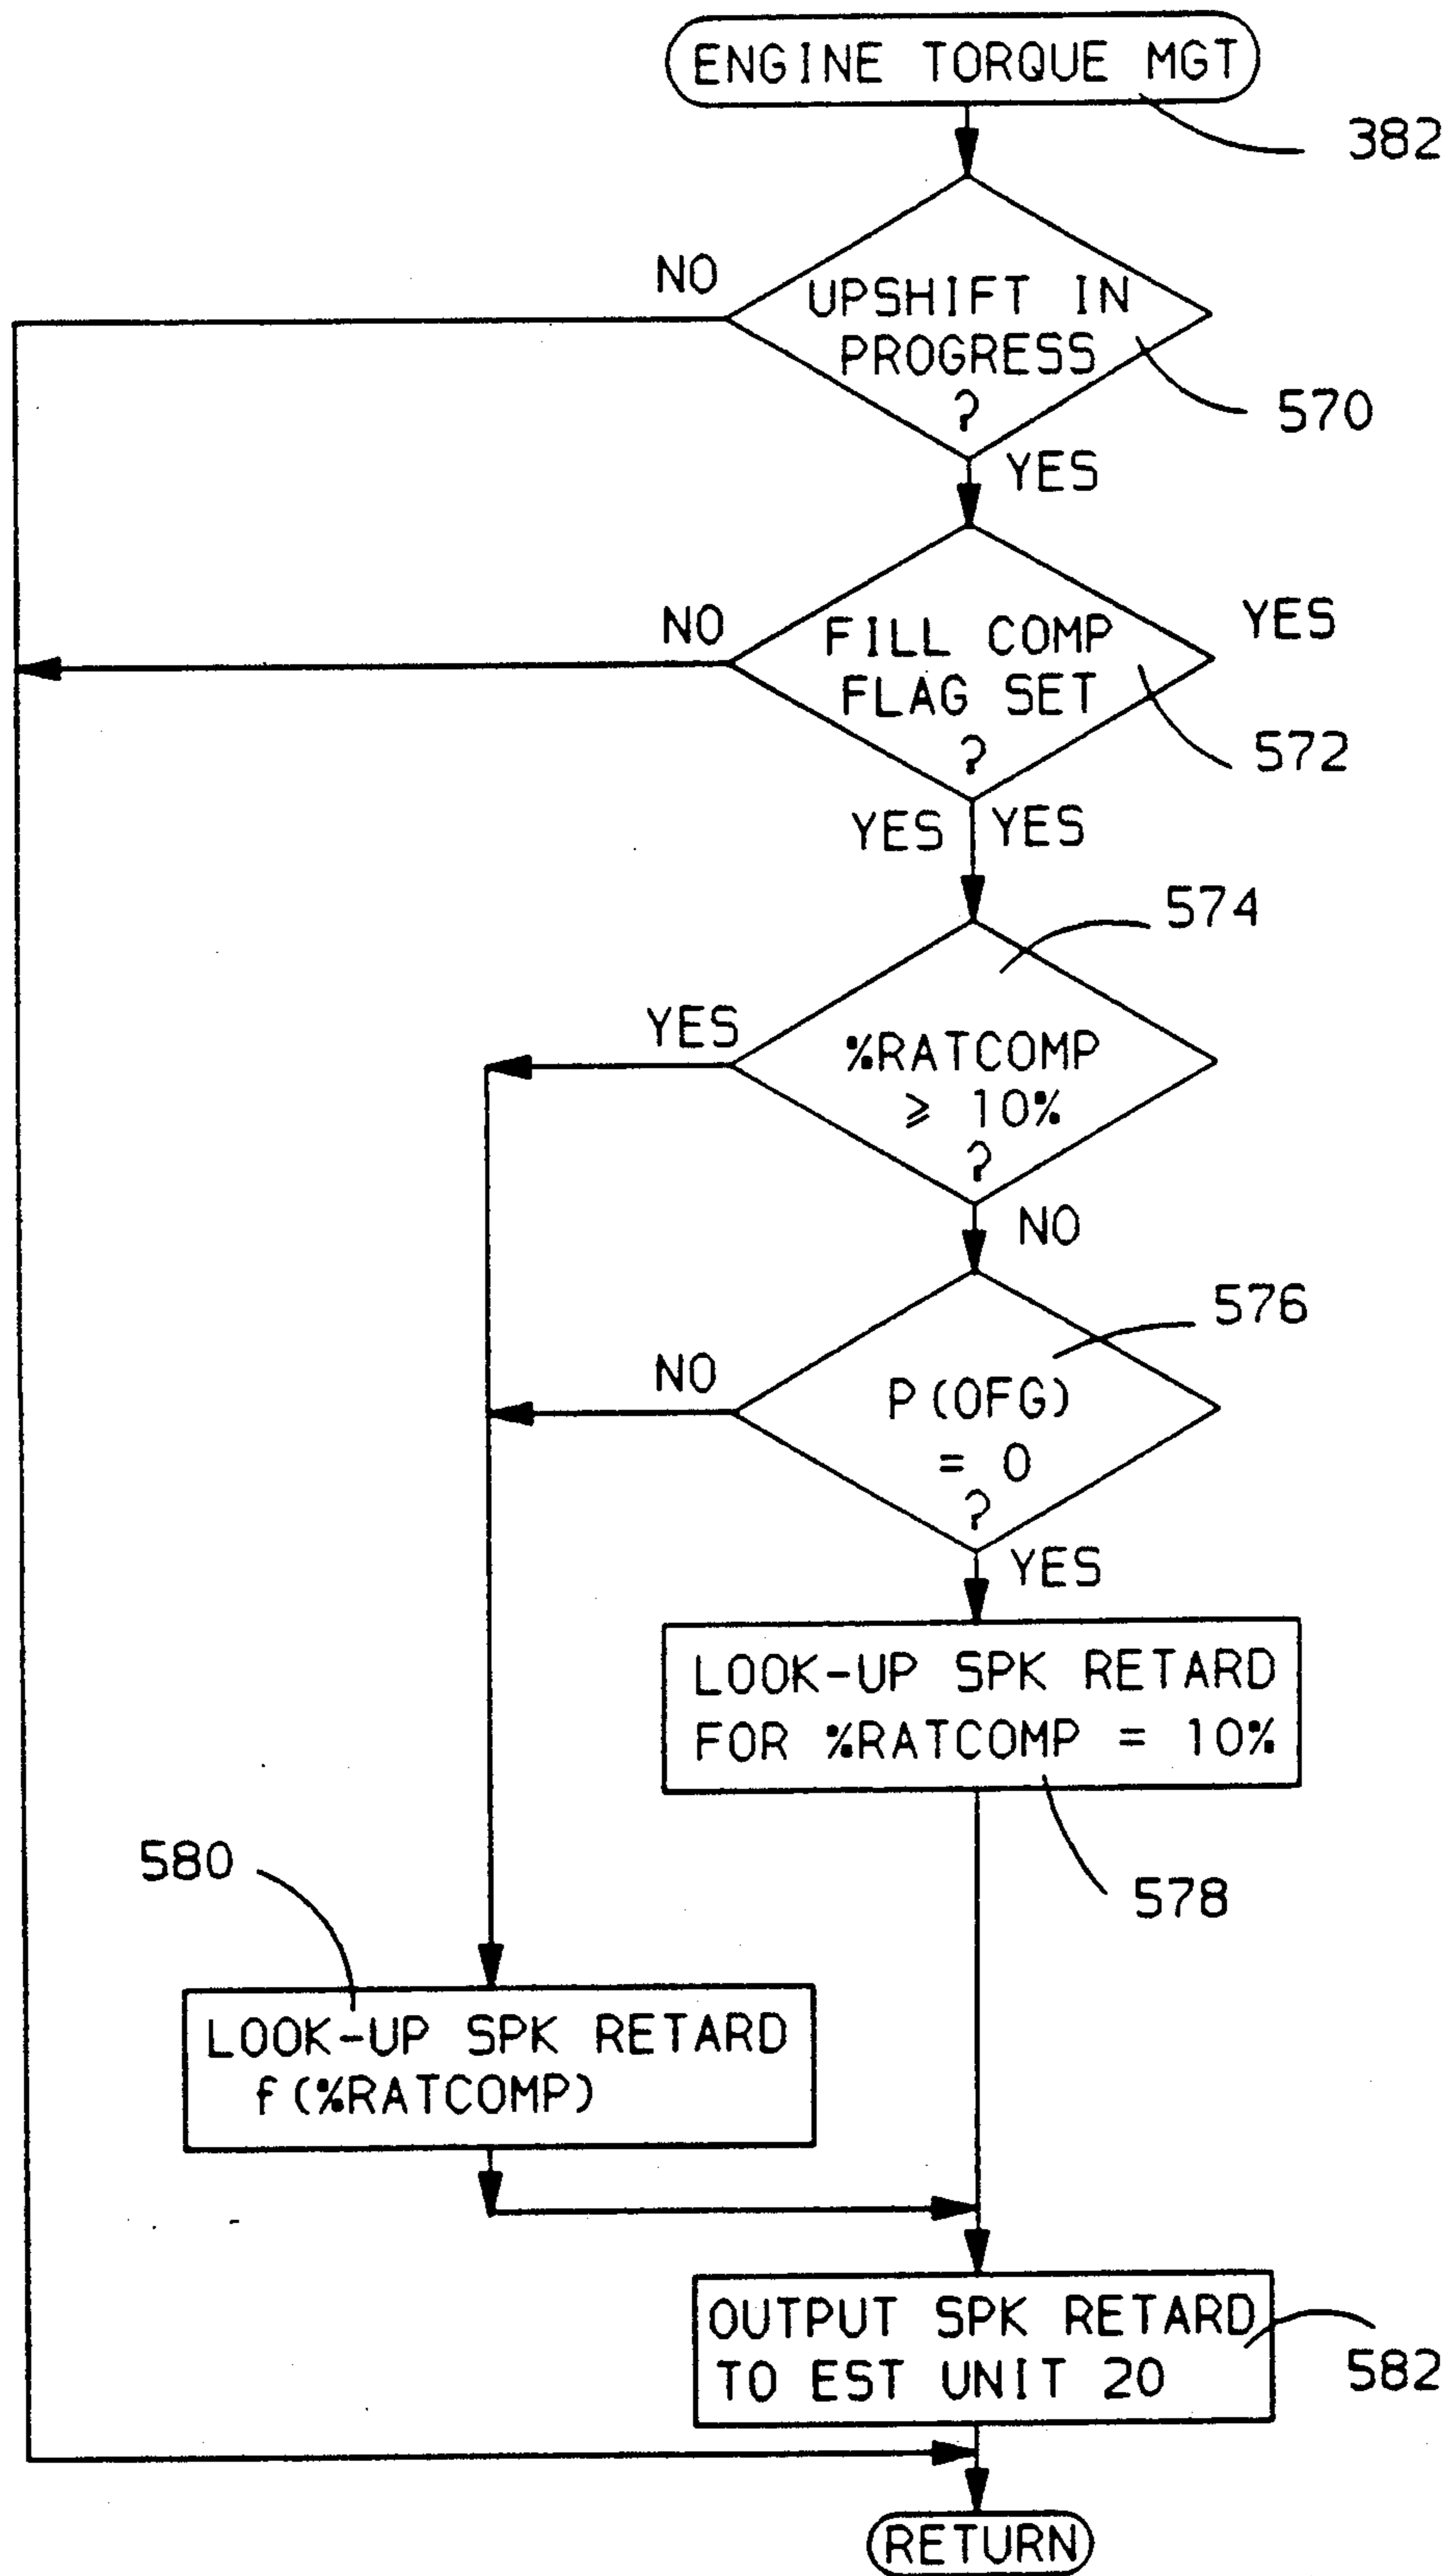 ENGINE TORQUE MGT
382
NO
UPSHIFT IN
PROGRESS
?
570
YES
NO
FILL COMP
FLAG SET
?
YES
572
YES YES
574
YES
%RATCOMP
≥ 10%
?
NO
576
NO
P(OFG)
= 0
?
YES
LOOK-UP SPK RETARD
FOR %RATCOMP = 10%
578
580
LOOK-UP SPK RETARD
f(%RATCOMP)
OUTPUT SPK RETARD
TO EST UNIT 20
582
RETURN